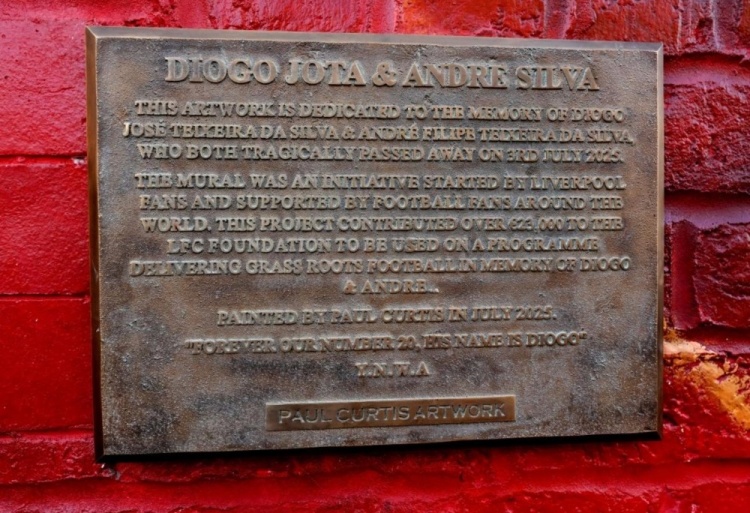 DIOGO JOTA & ANDRE SILVA
THIS ARTWORK IS DEDICATED TO THE MEMORY OF DIOGO
JOSÉ TEIXEIRA DA SILVA & ANDRÉ FILIPE TEIXEIRA DA SILVA,
WHO BOTH TRAGICALLY PASSED AWAY ON 3RD JULY 2025.
THE MURAL WAS AN INITIATIVE STARTED BY LIVERPOOL
FANS AND SUPPORTED BY FOOTBALL FANS AROUND THE
WORLD. THIS PROJECT CONTRIBUTED OVER £23,000 TO THE
LFC FOUNDATION TO BE USED ON A PROGRAMME
DELIVERING GRASS ROOTS FOOTBALL IN MEMORY OF DIOGO
& ANDRE..
PAINTED BY PAUL CURTIS IN JULY 2025.
"FOREVER OUR NUMBER 20, HIS NAME IS DIOGO"
Y.N.W.A
PAUL CURTIS ARTWORK